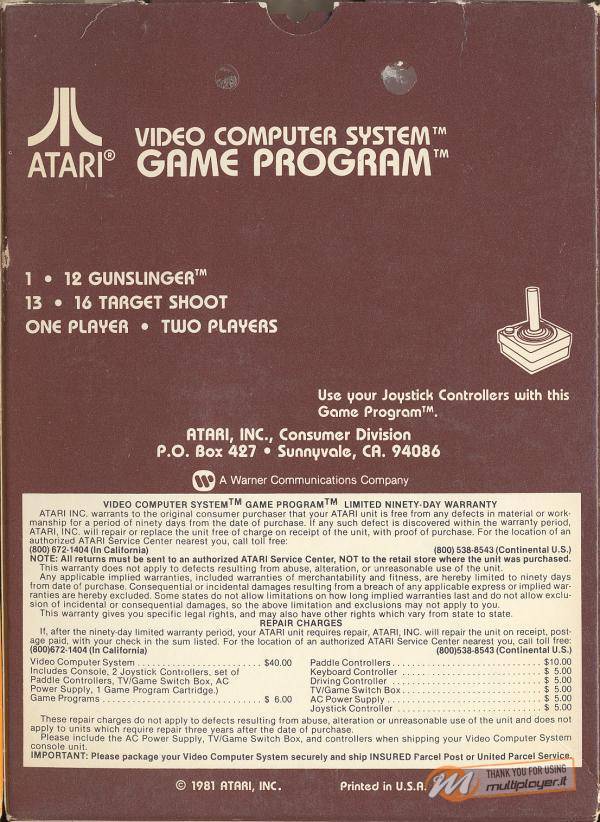 VIDEO COMPUTER SYSTEM™
ATARI® GAME PROGRAM™
1 • 12 GUNSLINGER™
13 • 16 TARGET SHOOT
ONE PLAYER • TWO PLAYERS
Use your Joystick Controllers with this
Game Program™.
ATARI, INC., Consumer Division
P.O. Box 427 • Sunnyvale, CA. 94086
A Warner Communications Company
VIDEO COMPUTER SYSTEM™ GAME PROGRAM™ LIMITED NINETY-DAY WARRANTY
ATARI INC. warrants to the original consumer purchaser that your ATARI unit is free from any defects in material or work-
manship for a period of ninety days from the date of purchase. If any such defect is discovered within the warranty period,
ATARI, INC. will repair or replace the unit free of charge on receipt of the unit, with proof of purchase. For the location of an
authorized ATARI Service Center nearest you, call toll free:
(800) 672-1404 (In California) (800) 538-8543 (Continental U.S.)
NOTE: All returns must be sent to an authorized ATARI Service Center, NOT to the retail store where the unit was purchased.
This warranty does not apply to defects resulting from abuse, alteration, or unreasonable use of the unit.
Any applicable implied warranties, included warranties of merchantability and fitness, are hereby limited to ninety days
from date of purchase. Consequential or incidental damages resulting from a breach of any applicable express or implied war-
ranties are hereby excluded. Some states do not allow limitations on how long implied warranties last and do not allow exclu-
sion of incidental or consequential damages, so the above limitation and exclusions may not apply to you.
This warranty gives you specific legal rights, and may also have other rights which vary from state to state.
REPAIR CHARGES
If, after the ninety-day limited warranty period, your ATARI unit requires repair, ATARI, INC. will repair the unit on receipt, post-
age paid, with your check in the sum listed. For the location of an authorized ATARI Service Center nearest you, call toll free:
(800)672-1404 (In California) (800)538-8543 (Continental U.S.)
Video Computer System . . . . . . . . . . . . . . . . . . $40.00
Includes Console, 2 Joystick Controllers, set of
Paddle Controllers, TV/Game Switch Box, AC
Power Supply, 1 Game Program Cartridge.)
Game Programs . . . . . . . . . . . . . . . . . . . . . . . . $ 6.00
Paddle Controllers . . . . . . . . . . . . . . . . . . . . . . $10.00
Keyboard Controller . . . . . . . . . . . . . . . . . . . . $ 5.00
Driving Controller . . . . . . . . . . . . . . . . . . . . . . $ 5.00
TV/Game Switch Box . . . . . . . . . . . . . . . . . . . . $ 5.00
AC Power Supply . . . . . . . . . . . . . . . . . . . . . . . $ 5.00
Joystick Controller . . . . . . . . . . . . . . . . . . . . . $ 5.00
These repair charges do not apply to defects resulting from abuse, alteration or unreasonable use of the unit and does not
apply to units which require repair three years after the date of purchase.
Please include the AC Power Supply, TV/Game Switch Box, and controllers when shipping your Video Computer System
console unit.
IMPORTANT: Please package your Video Computer System securely and ship INSURED Parcel Post or United Parcel Service.
© 1981 ATARI, INC. Printed in U.S.A.
THANK YOU FOR USING
multiplayer.it